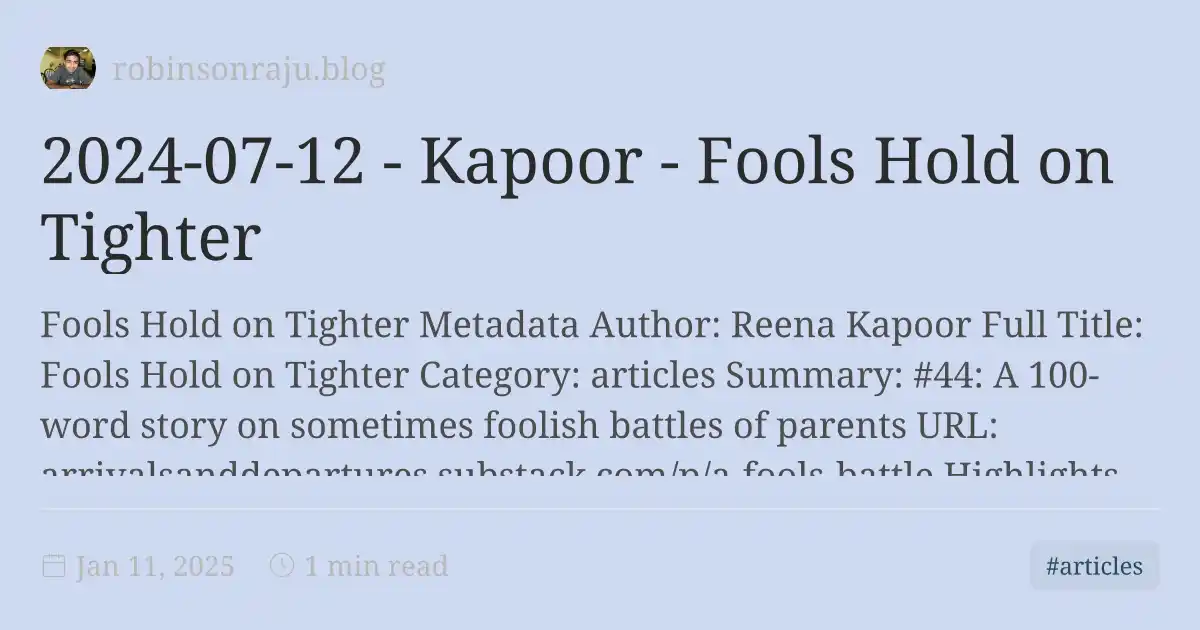 robinsonraju.blog
2024-07-12 - Kapoor - Fools Hold on
Tighter
Fools Hold on Tighter Metadata Author: Reena Kapoor Full Title:
Fools Hold on Tighter Category: articles Summary: #44: A 100-
word story on sometimes foolish battles of parents URL:
arrivalsanddepartures.substack.com/p/a-fools-battle Highlights
Jan 11, 2025
1 min read
#articles